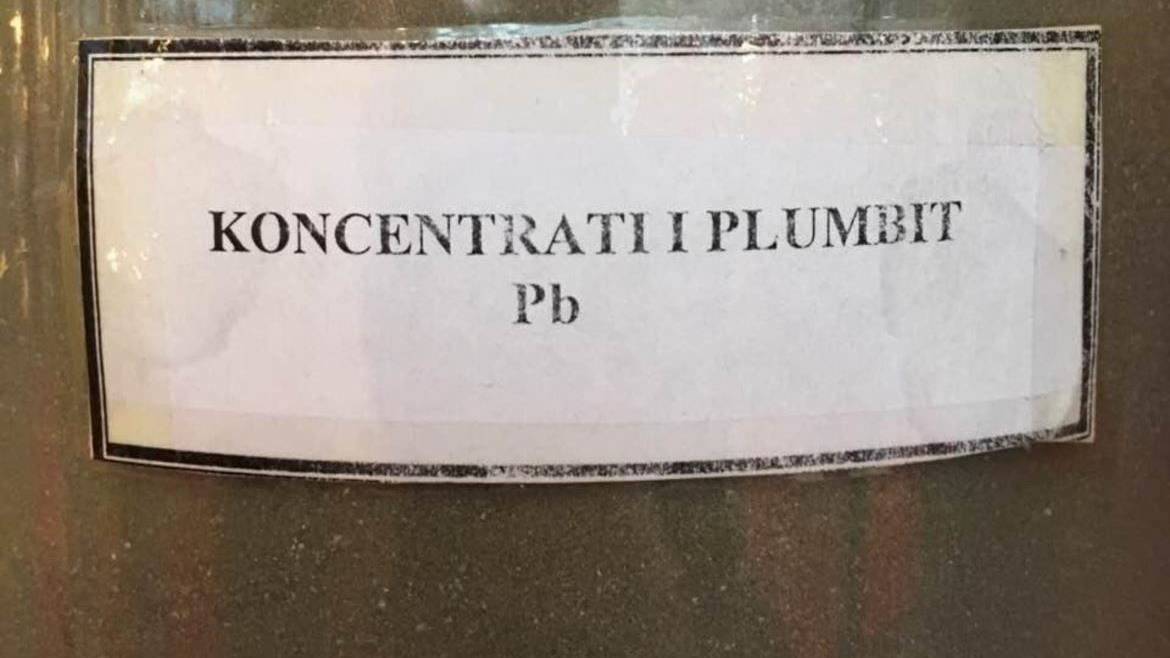 KONCENTRATI I PLUMBIT
Pb